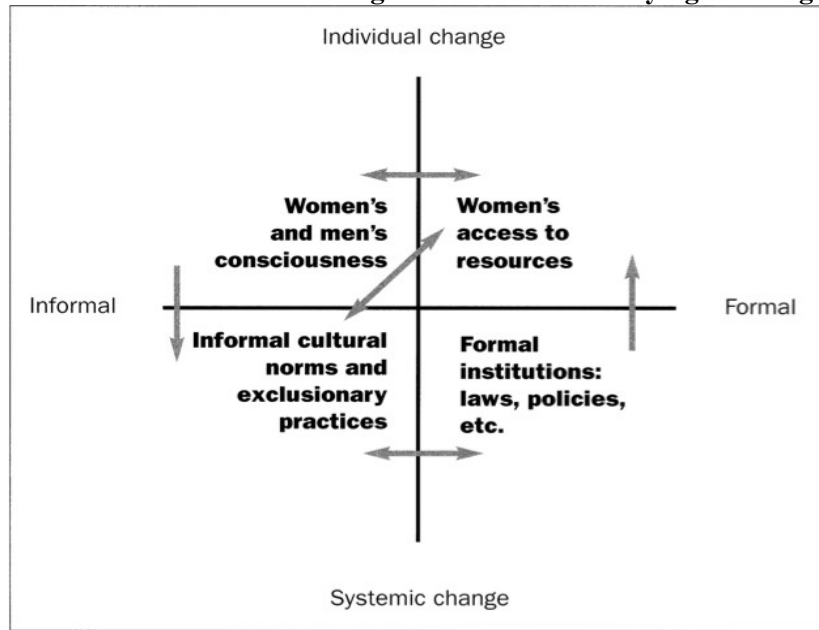 Individual change
Women's
and men's
consciousness
Women's
access to
resources
Informal
Formal
Informal cultural
norms and
exclusionary
practices
Formal
institutions:
laws, policies,
etc.
Systemic change